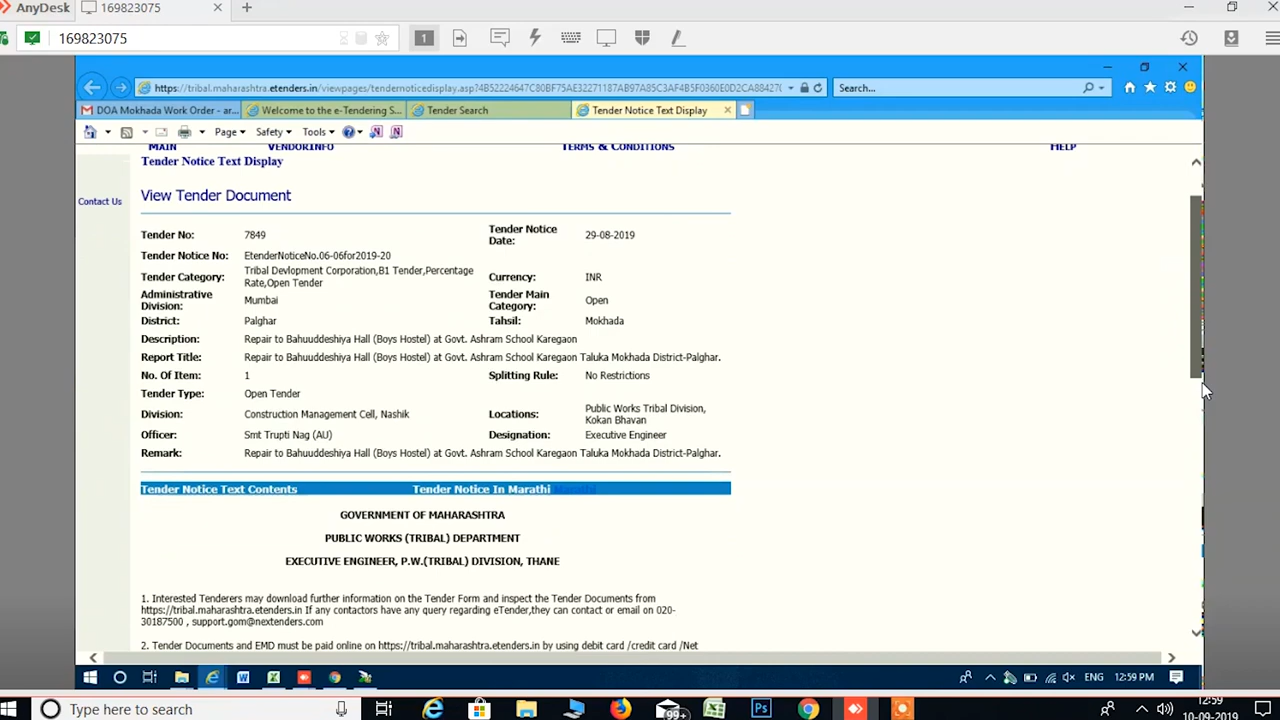 AnyDesk 169823075
169823075 1
https://tribal.maharashtra.etenders.in/viewpages/tendernoticedisplay.asp?4B52224647C80BF75AE32271187AB97A85C3AF4B5F0360E0D2CA88427( Search...
DOA Mokhada Work Order - ar... Welcome to the e-Tendering S... Tender Search Tender Notice Text Display
Page Safety Tools
MAIN VENDORINFO TERMS & CONDITIONS HELP
Tender Notice Text Display
View Tender Document
Contact Us
Tender No: 7849 Tender Notice Date: 29-08-2019
Tender Notice No: EtenderNoticeNo.06-06for2019-20
Tender Category: Tribal Devlopment Corporation,B1 Tender,Percentage Rate,Open Tender Currency: INR
Administrative Division: Mumbai Tender Main Category: Open
District: Palghar Tahsil: Mokhada
Description: Repair to Bahuuddeshiya Hall (Boys Hostel) at Govt. Ashram School Karegaon
Report Title: Repair to Bahuuddeshiya Hall (Boys Hostel) at Govt. Ashram School Karegaon Taluka Mokhada District-Palghar.
No. Of Item: 1 Splitting Rule: No Restrictions
Tender Type: Open Tender
Division: Construction Management Cell, Nashik Locations: Public Works Tribal Division, Kokan Bhavan
Officer: Smt Trupti Nag (AU) Designation: Executive Engineer
Remark: Repair to Bahuuddeshiya Hall (Boys Hostel) at Govt. Ashram School Karegaon Taluka Mokhada District-Palghar.
Tender Notice Text Contents Tender Notice In Marathi Marathi
GOVERNMENT OF MAHARASHTRA
PUBLIC WORKS (TRIBAL) DEPARTMENT
EXECUTIVE ENGINEER, P.W.(TRIBAL) DIVISION, THANE
1. Interested Tenderers may download further information on the Tender Form and inspect the Tender Documents from
https://tribal.maharashtra.etenders.in If any contactors have any query regarding eTender,they can contact or email on 020-
30187500 , support.gom@nextenders.com
2. Tender Documents and EMD must be paid online on https://tribal.maharashtra.etenders.in by using debit card /credit card /Net
ENG 12:59 PM
Type here to search 99+ 12:59
10-09-2019